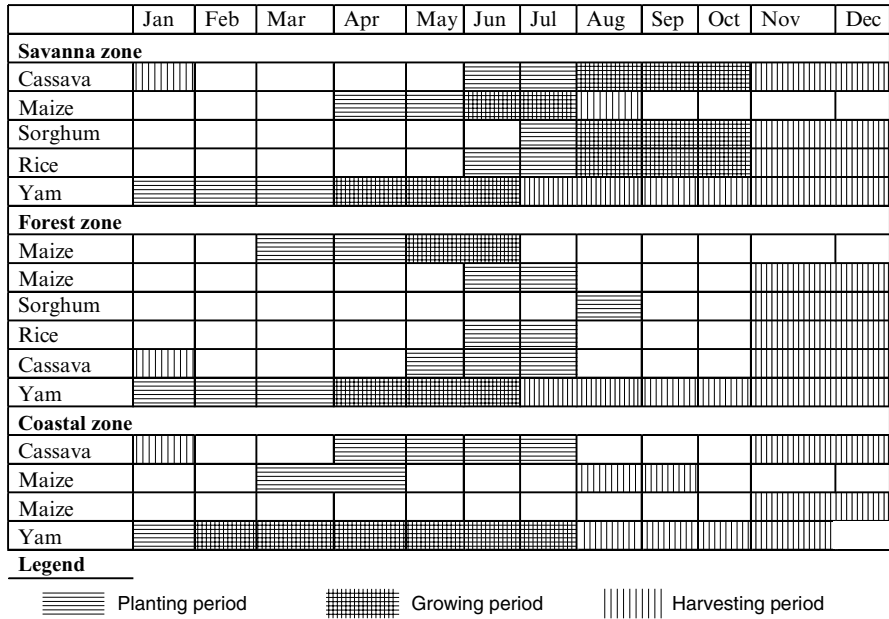 Jan Feb Mar Apr May Jun Jul Aug Sep Oct Nov Dec
Savanna zone
Cassava
Maize
Sorghum
Rice
Yam
Forest zone
Maize
Maize
Sorghum
Rice
Cassava
Yam
Coastal zone
Cassava
Maize
Maize
Yam
Legend
Planting period Growing period Harvesting period